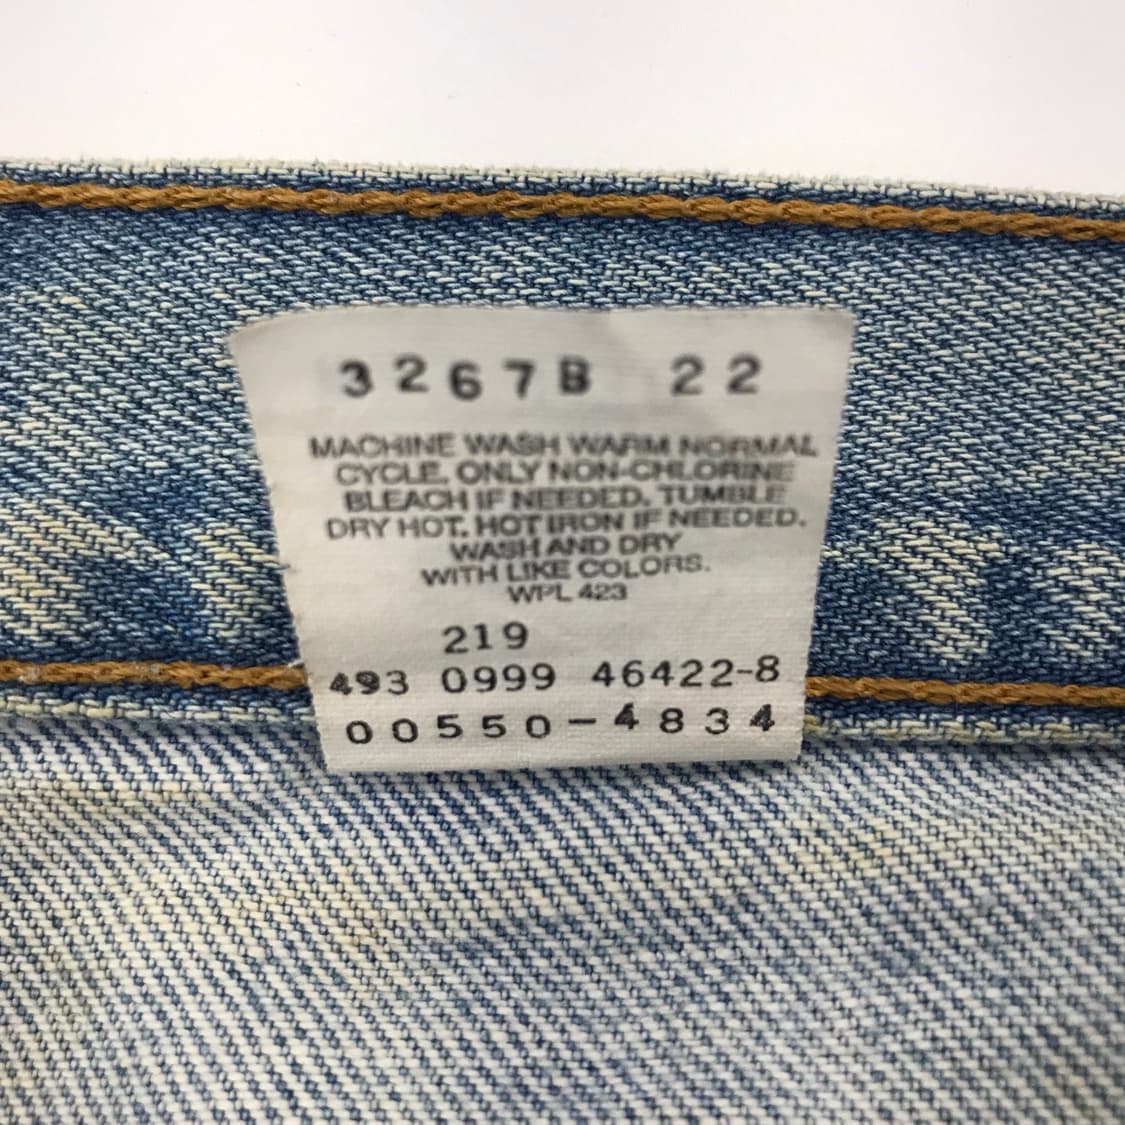 3267B 22
MACHINE WASH WARM NORMAL
CYCLE. ONLY NON-CHLORINE
BLEACH IF NEEDED. TUMBLE
DRY HOT. HOT IRON IF NEEDED.
WASH AND DRY
WITH LIKE COLORS.
WPL 423
219
493 0999 46422-8
00550-4834